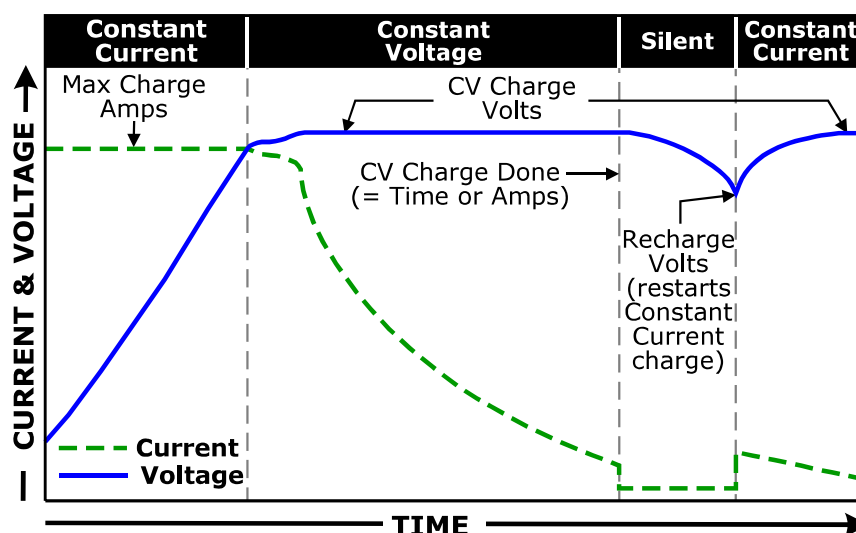 Constant
Current
Constant
Voltage
Silent
Constant
Current
Max Charge
Amps
CV Charge
Volts
CV Charge Done
(= Time or Amps)
Recharge
Volts
(restarts
Constant
Current
charge)
CURRENT & VOLTAGE
Current
Voltage
TIME